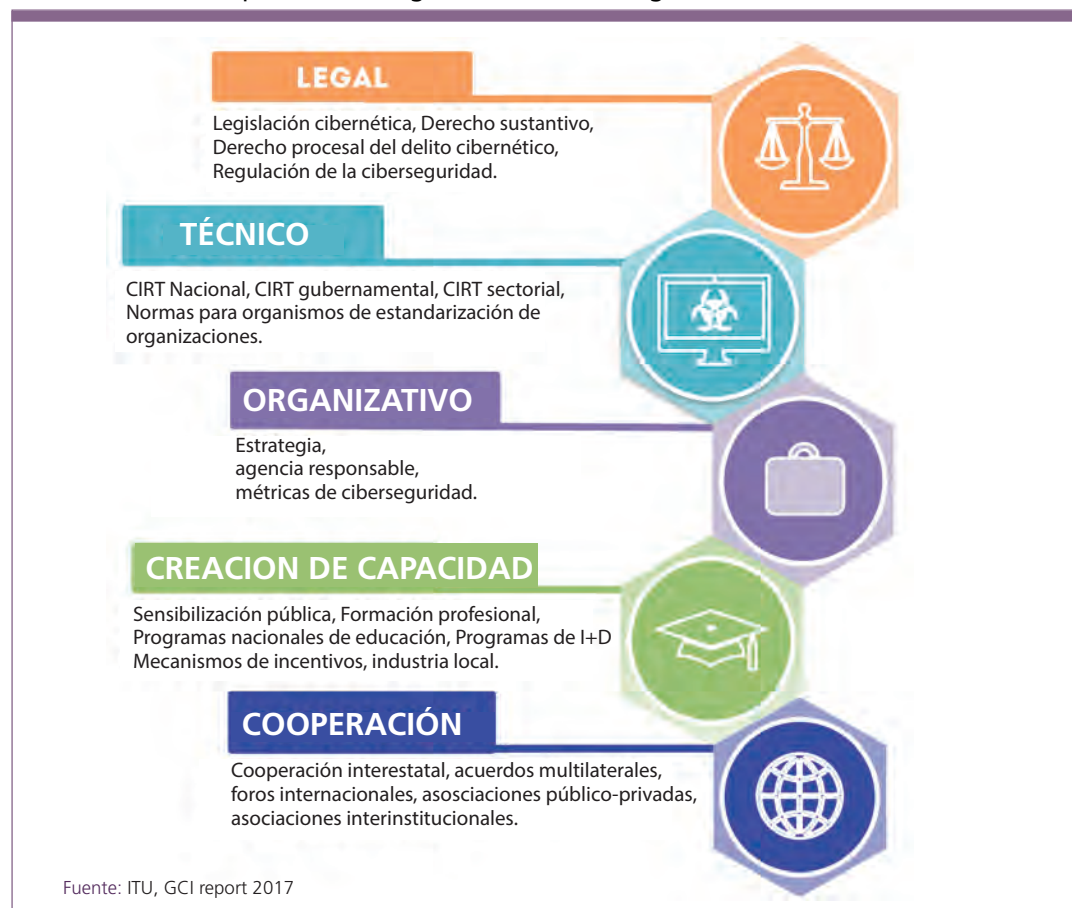 LEGAL
Legislación cibernética, Derecho sustantivo,
Derecho procesal del delito cibernético,
Regulación de la ciberseguridad.
TÉCNICO
CIRT Nacional, CIRT gubernamental, CIRT sectorial,
Normas para organismos de estandarización de
organizaciones.
ORGANIZATIVO
Estrategia,
agencia responsable,
métricas de ciberseguridad.
CREACION DE CAPACIDAD
Sensibilización pública, Formación profesional,
Programas nacionales de educación, Programas de I+D
Mecanismos de incentivos, industria local.
COOPERACIÓN
Cooperación interestatal, acuerdos multilaterales,
foros internacionales, asosciaciones público-privadas,
asociaciones interinstitucionales.
Fuente: ITU, GCI report 2017